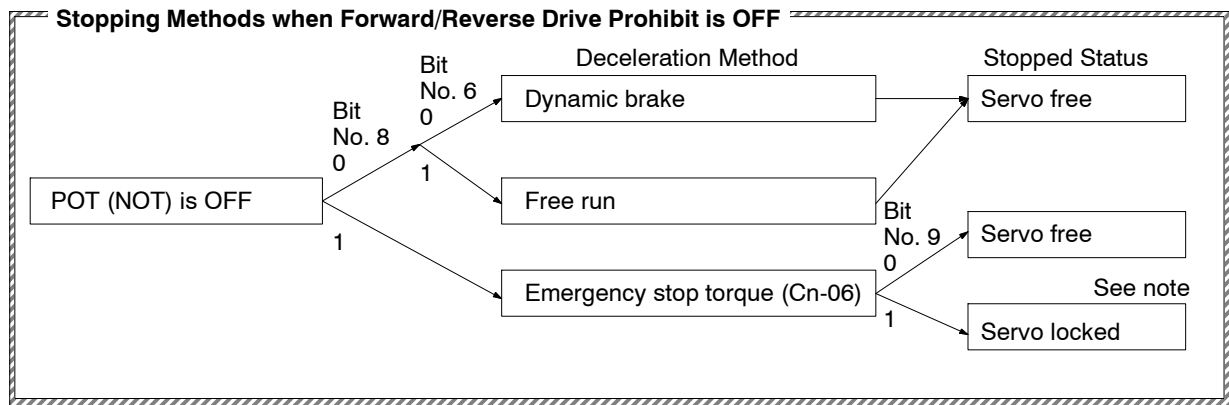 Stopping Methods when Forward/Reverse Drive Prohibit is OFF
Deceleration Method
Stopped Status
Bit
No. 6
0
Dynamic brake
Servo free
Bit
No. 8
0
1
POT (NOT) is OFF
Free run
1
Bit
No. 9
0
Servo free
Emergency stop torque (Cn-06)
See note
1
Servo locked